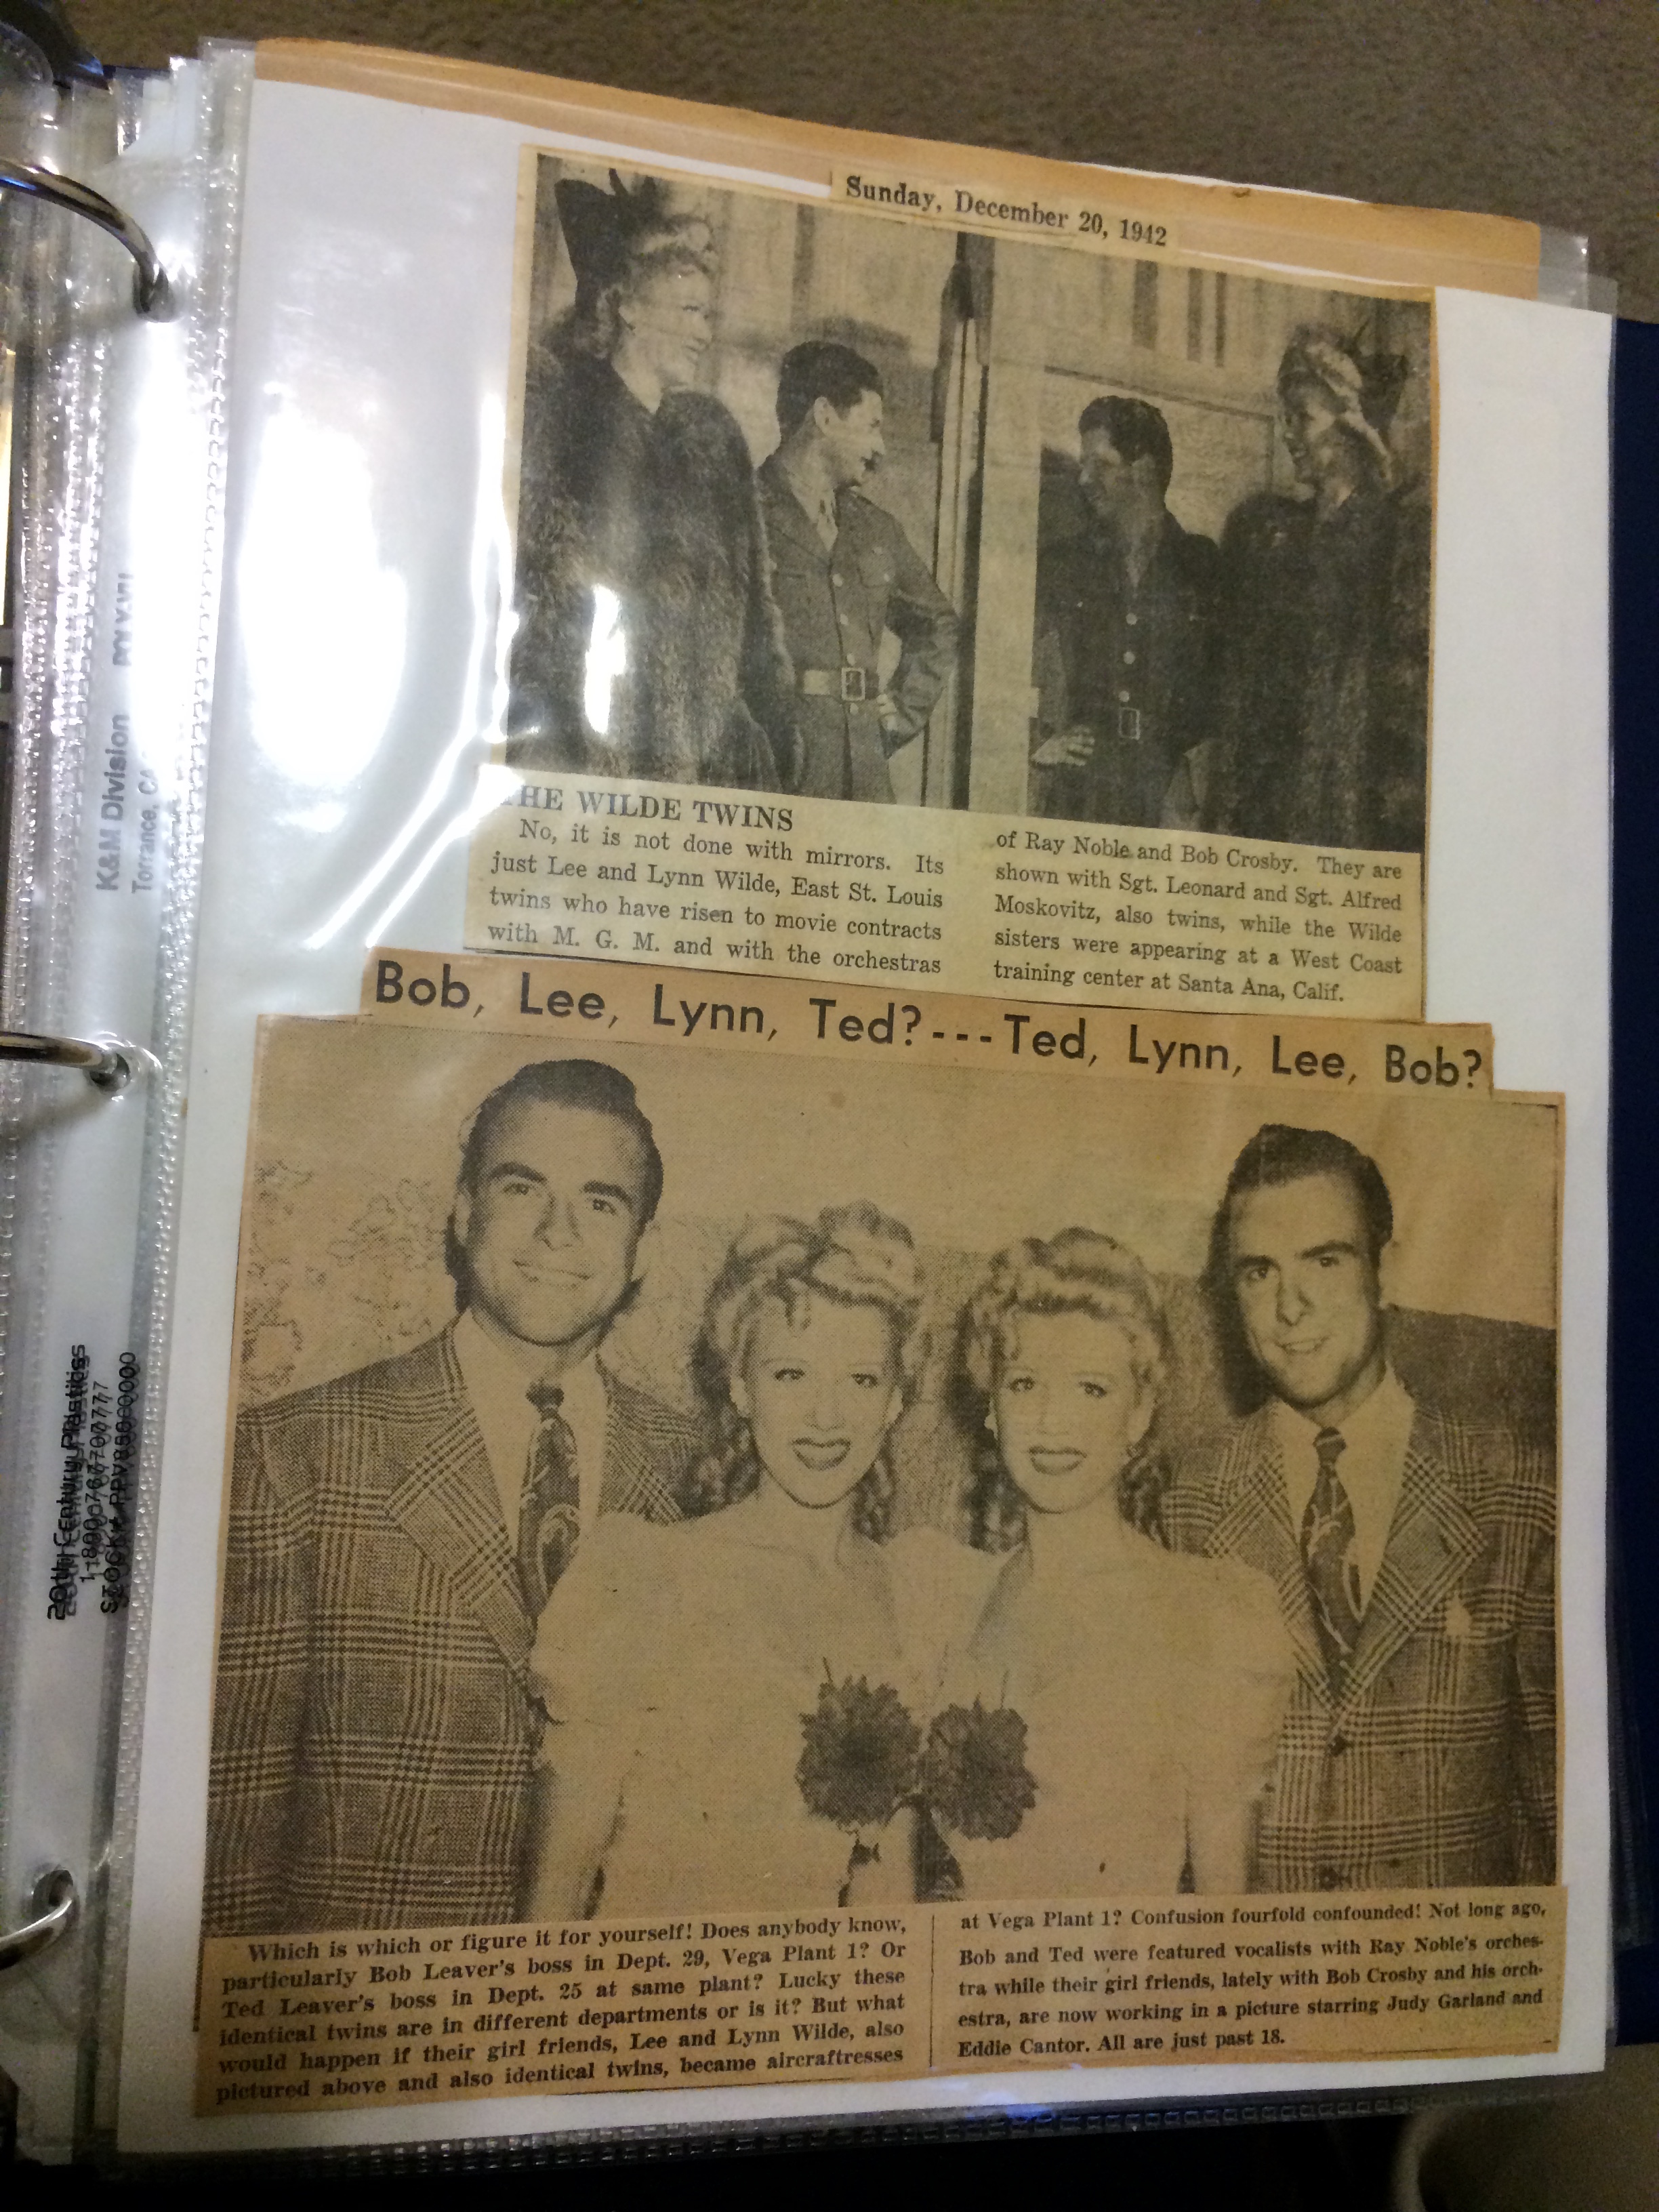 Sunday, December 20, 1942
THE WILDE TWINS
No, it is not done with mirrors. Its
just Lee and Lynn Wilde, East St. Louis
twins who have risen to movie contracts
with M. G. M. and with the orchestras
of Ray Noble and Bob Crosby. They are
shown with Sgt. Leonard and Sgt. Alfred
Moskovitz, also twins, while the Wilde
sisters were appearing at a West Coast
training center at Santa Ana, Calif.
Bob, Lee, Lynn, Ted?---Ted, Lynn, Lee, Bob?
Which is which or figure it for yourself! Does anybody know,
particularly Bob Leaver's boss in Dept. 29, Vega Plant 1? Or
Ted Leaver's boss in Dept. 25 at same plant? Lucky these
identical twins are in different departments or is it? But what
would happen if their girl friends, Lee and Lynn Wilde, also
pictured above and also identical twins, became aircraftresses
at Vega Plant 1? Confusion fourfold confounded! Not long ago,
Bob and Ted were featured vocalists with Ray Noble's orches-
tra while their girl friends, lately with Bob Crosby and his orch-
estra, are now working in a picture starring Judy Garland and
Eddie Cantor. All are just past 18.
K&M Division
Torrance, CA
20th Century Plastics
1-800-767-0777